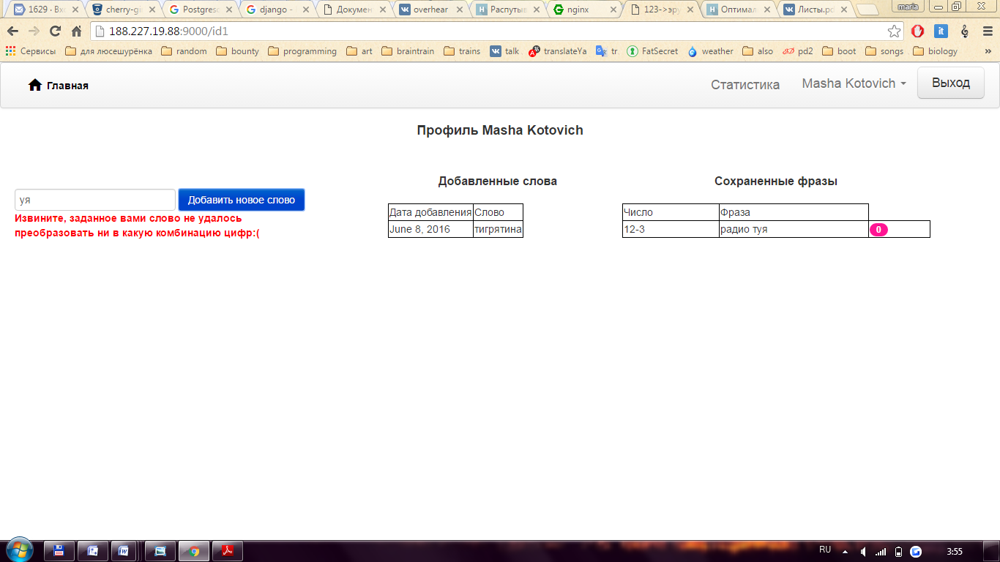 1629 · Вхо
cherry-gi
Postgreso
django -
Докумен
overhear
Распуты
nginx
123->эру
Оптимал
Листы.pd
maria
188.227.19.88:9000/id1
Сервисы для люсешурёнка random bounty programming art braintrain trains talk translateYa tr FatSecret weather also pd2 boot songs biology »
Главная Статистика Masha Kotovich Выход
Профиль Masha Kotovich
Добавленные слова Сохраненные фразы
уя Добавить новое слово
Извините, заданное вами слово не удалось
преобразовать ни в какую комбинацию цифр:(
Дата добавления Слово
June 8, 2016 тигрятина
Число Фраза
12-3 радио туя 0
RU 3:55